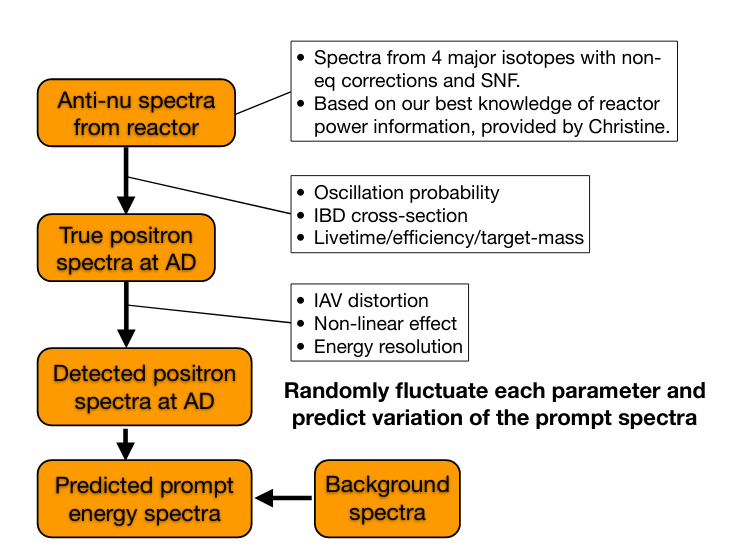 Anti-nu spectra
from reactor
• Spectra from 4 major isotopes with non-
eq corrections and SNF.
• Based on our best knowledge of reactor
power information, provided by Christine.
• Oscillation probability
• IBD cross-section
• Livetime/efficiency/target-mass
True positron
spectra at AD
• IAV distortion
• Non-linear effect
• Energy resolution
Detected positron
spectra at AD
Randomly fluctuate each parameter and
predict variation of the prompt spectra
Predicted prompt
energy spectra
Background
spectra